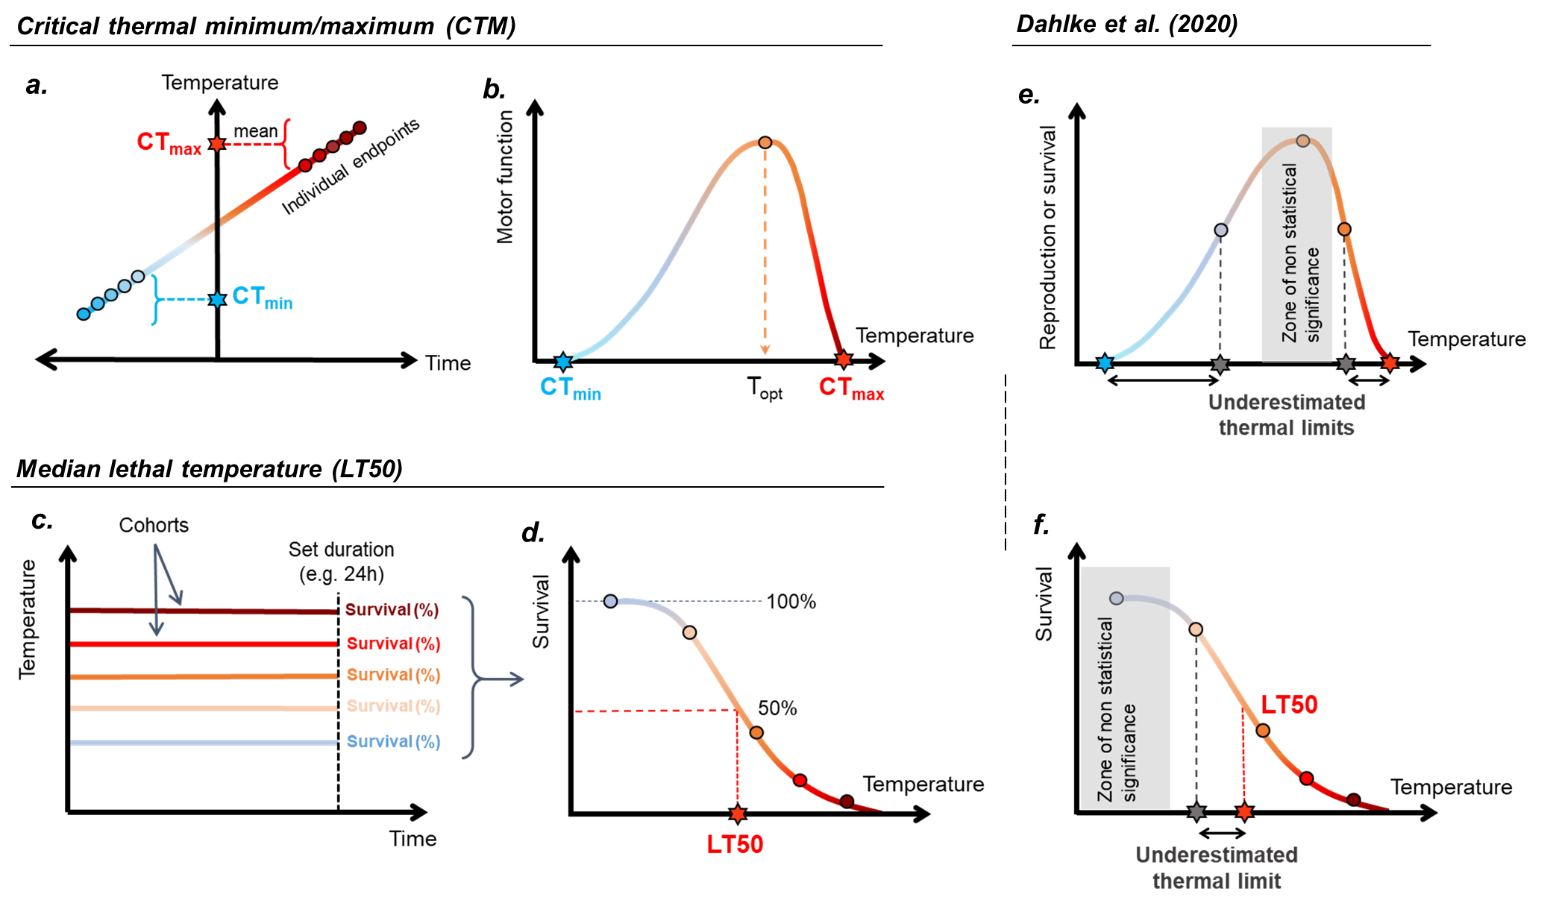 Critical thermal minimum/maximum (CTM)
Dahlke et al. (2020)
a.
Temperature
CTmax
mean
Individual endpoints
CTmin
Time
b.
Motor function
Temperature
CTmin
Topt
CTmax
e.
Reproduction or survival
Zone of non statistical
significance
Temperature
Underestimated
thermal limits
Median lethal temperature (LT50)
c.
Cohorts
Set duration
(e.g. 24h)
Temperature
Survival (%)
Survival (%)
Survival (%)
Survival (%)
Survival (%)
Time
d.
Survival
100%
50%
Temperature
LT50
f.
Survival
Zone of non statistical
significance
LT50
Temperature
Underestimated
thermal limit